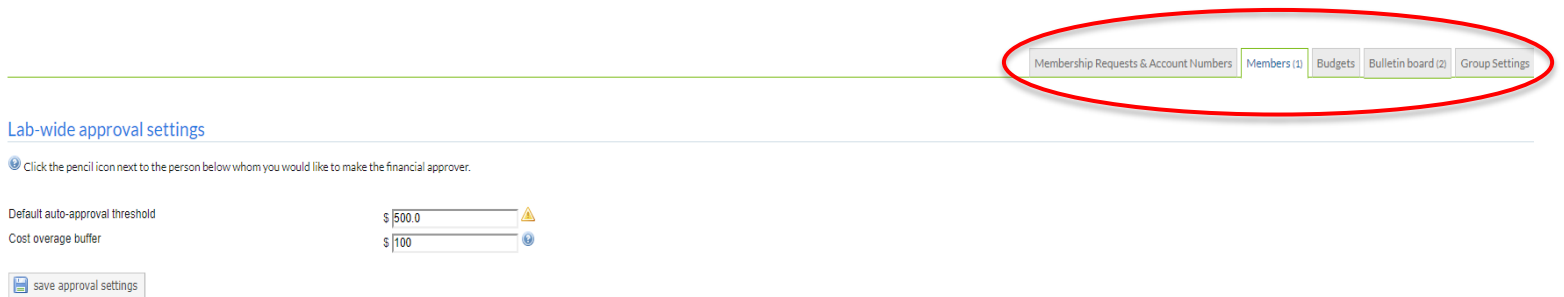 Membership Requests & Account Numbers Members (1) Budgets Bulletin board (2) Group Settings
Lab-wide approval settings
Click the pencil icon next to the person below whom you would like to make the financial approver.
Default auto-approval threshold $ 500.0
Cost overage buffer $ 100
save approval settings